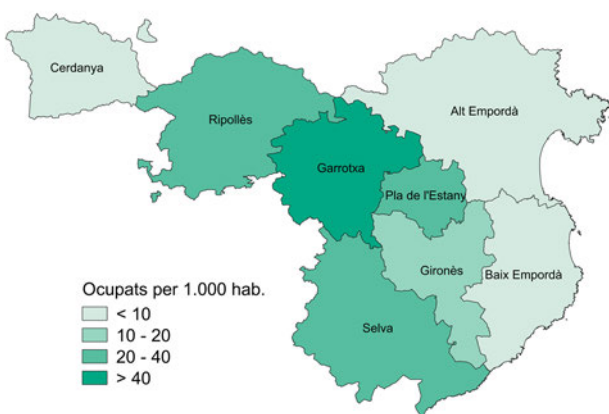 Cerdanya
Alt Empordà
Ripollès
Garrotxa
Pla de l'Estany
Gironès
Baix Empordà
Selva
Ocupats per 1.000 hab.
< 10
10 - 20
20 - 40
> 40